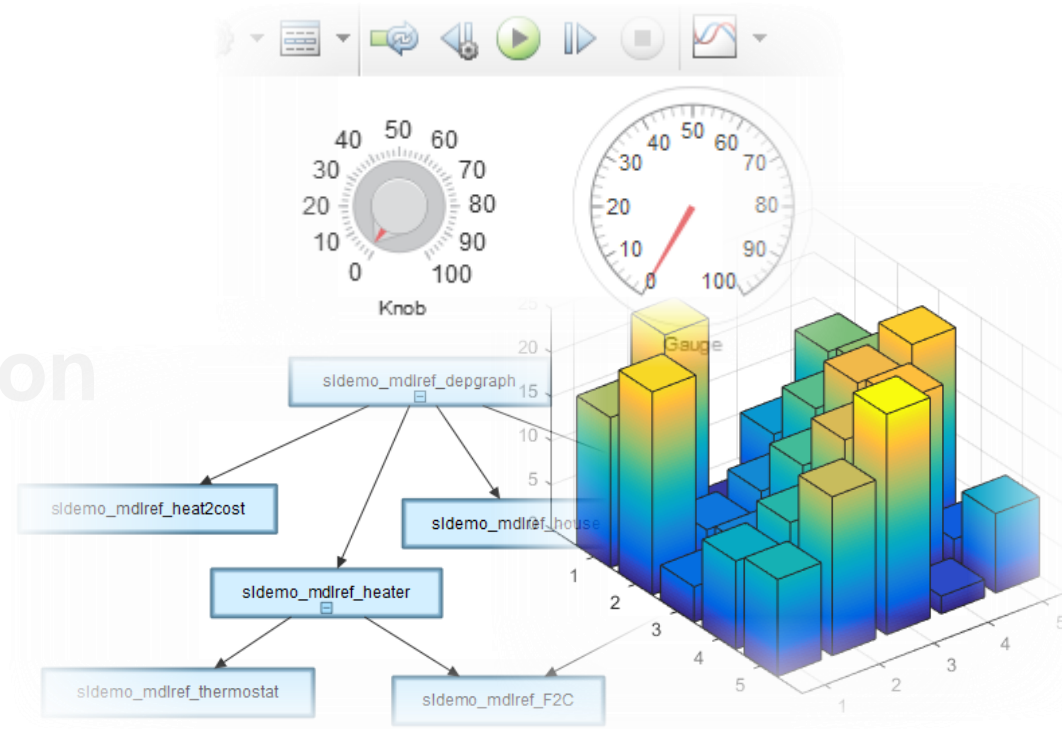 40 50 60
30 70
20 80
10 90
0 100
Knob
40 50 60
30 70
20 80
10 90
0 100
Gauge
on
sldemo_mdlref_depgraph
sldemo_mdlref_heat2cost
sldemo_mdlref_house
sldemo_mdlref_heater
sldemo_mdlref_thermostat
sldemo_mdlref_F2C
25
20
15
10
5
0
1
2
3
4
5
1
2
3
4
5